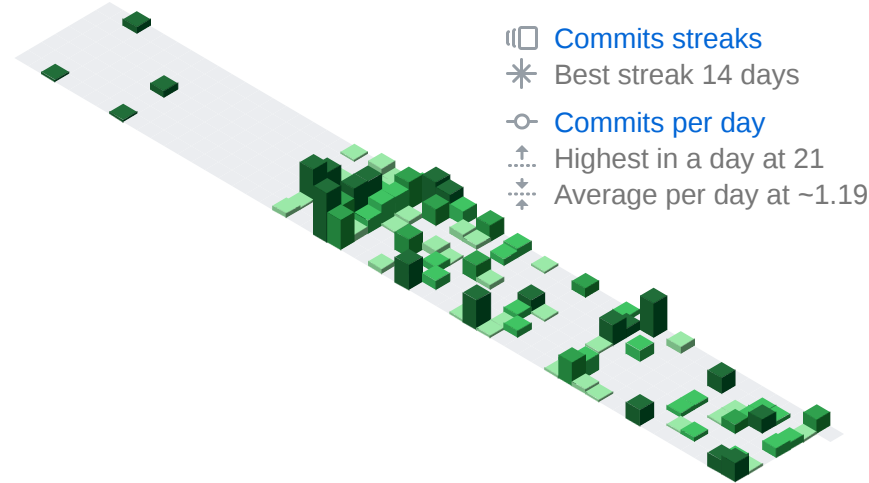 Commits streaks
Best streak 14 days
Commits per day
Highest in a day at 21
Average per day at ~1.19